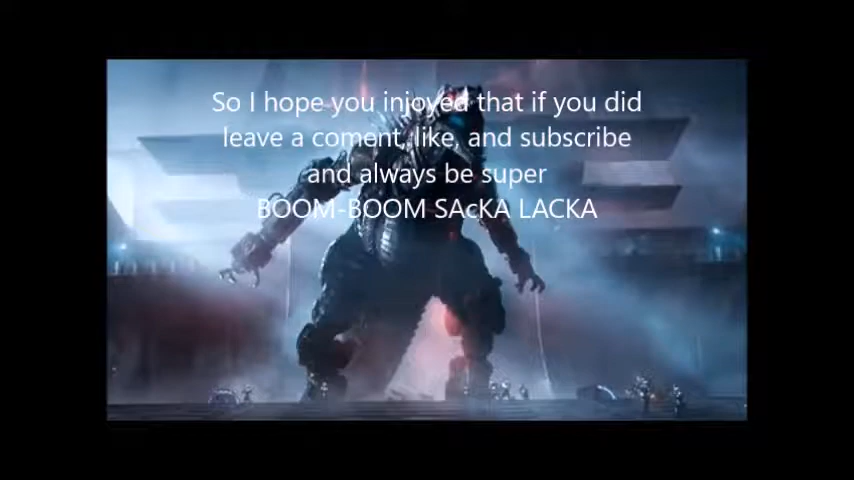 So I hope you injoyed that if you did
leave a coment, like, and subscribe
and always be super
BOOM-BOOM SAcKA LACKA